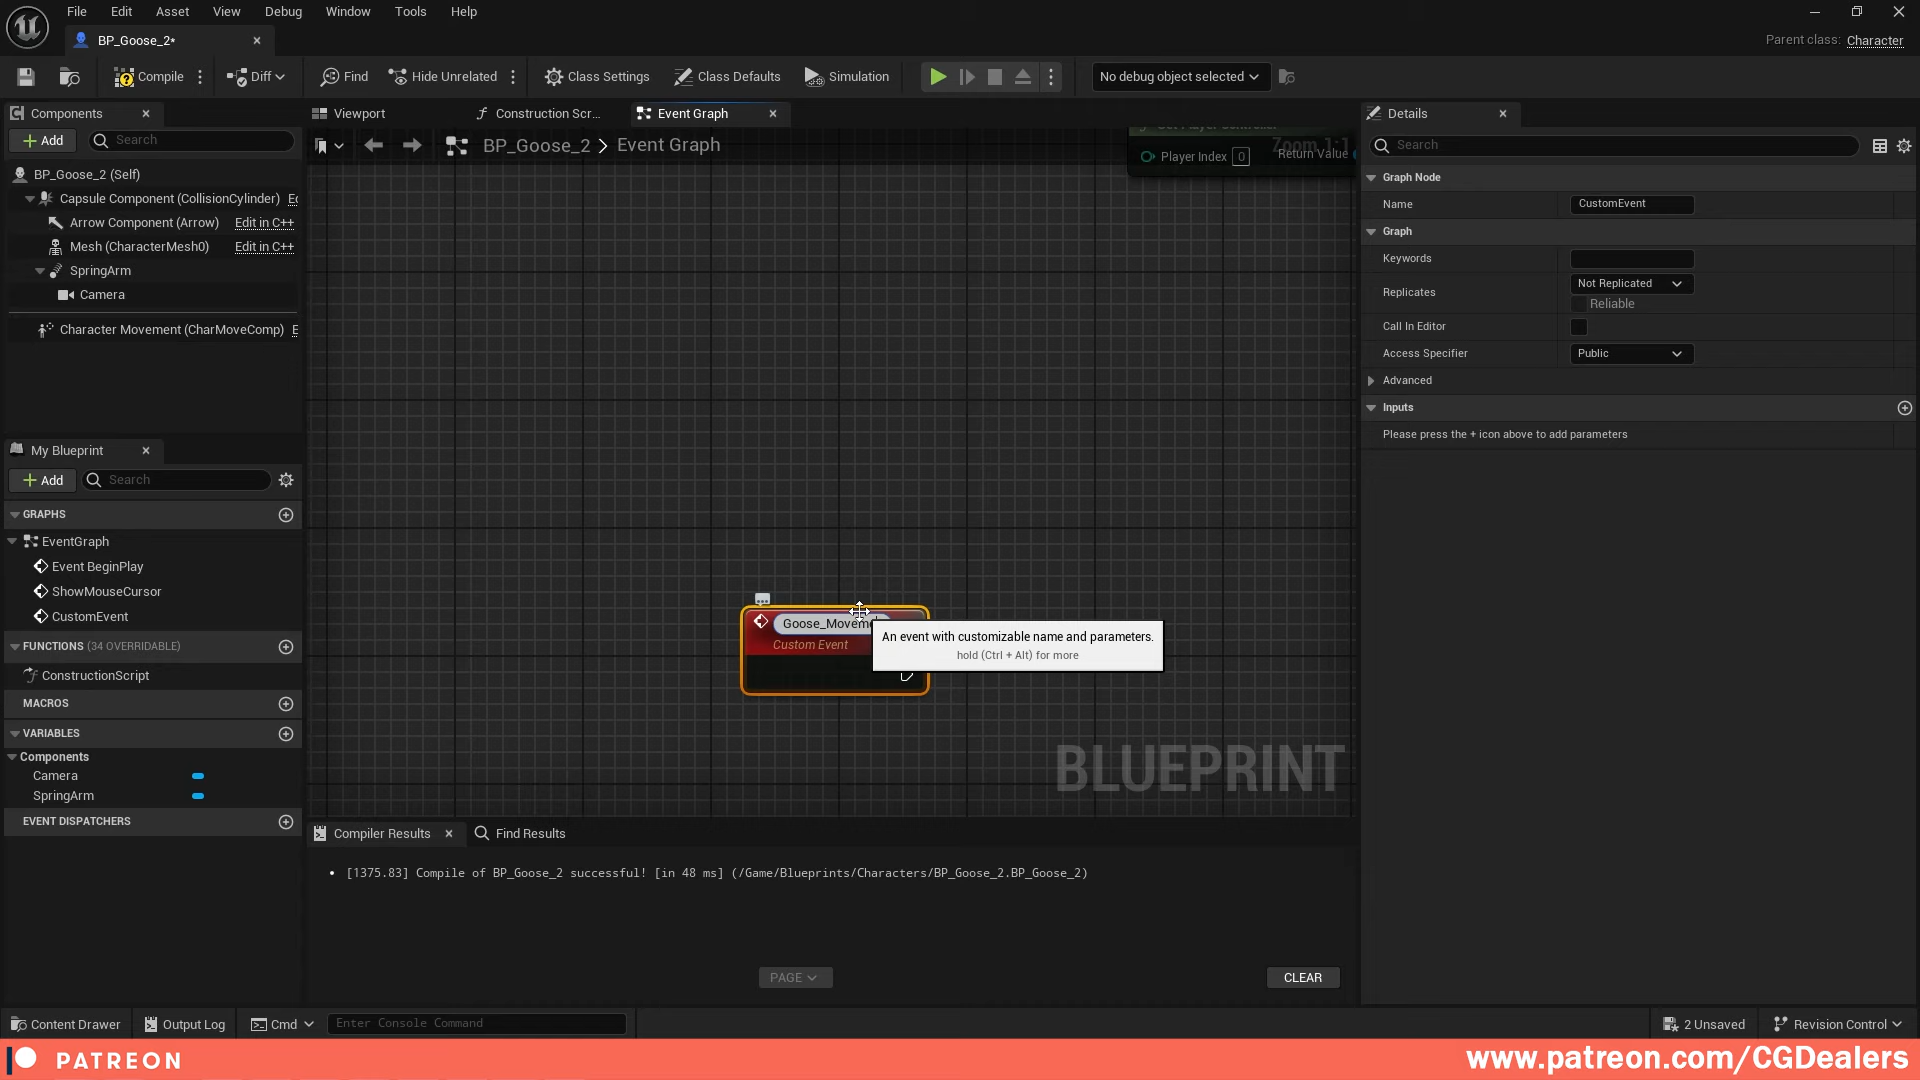 File Edit Asset View Debug Window Tools Help
BP_Goose_2*
Parent class: Character
Compile Diff Find Hide Unrelated Class Settings Class Defaults Simulation No debug object selected
Components
Add Search
BP_Goose_2 (Self)
Capsule Component (CollisionCylinder)
Arrow Component (Arrow) Edit in C++
Mesh (CharacterMesh0) Edit in C++
SpringArm
Camera
Character Movement (CharMoveComp) E
My Blueprint
Add Search
GRAPHS
EventGraph
Event BeginPlay
ShowMouseCursor
CustomEvent
FUNCTIONS (34 OVERRIDABLE)
ConstructionScript
MACROS
VARIABLES
Components
Camera
SpringArm
EVENT DISPATCHERS
Viewport Construction Scr... Event Graph
BP_Goose_2 > Event Graph
Zoom 1:1
Player Index 0 Return Value
Goose_Movem
Custom Event
An event with customizable name and parameters.
hold (Ctrl + Alt) for more
BLUEPRINT
Compiler Results Find Results
[1375.83] Compile of BP_Goose_2 successful! [in 48 ms] (/Game/Blueprints/Characters/BP_Goose_2.BP_Goose_2)
PAGE CLEAR
Details
Search
Graph Node
Name CustomEvent
Graph
Keywords
Replicates Not Replicated
Reliable
Call In Editor
Access Specifier Public
Advanced
Inputs
Please press the + icon above to add parameters
Content Drawer Output Log Cmd Enter Console Command 2 Unsaved Revision Control
PATREON www.patreon.com/CGDealers